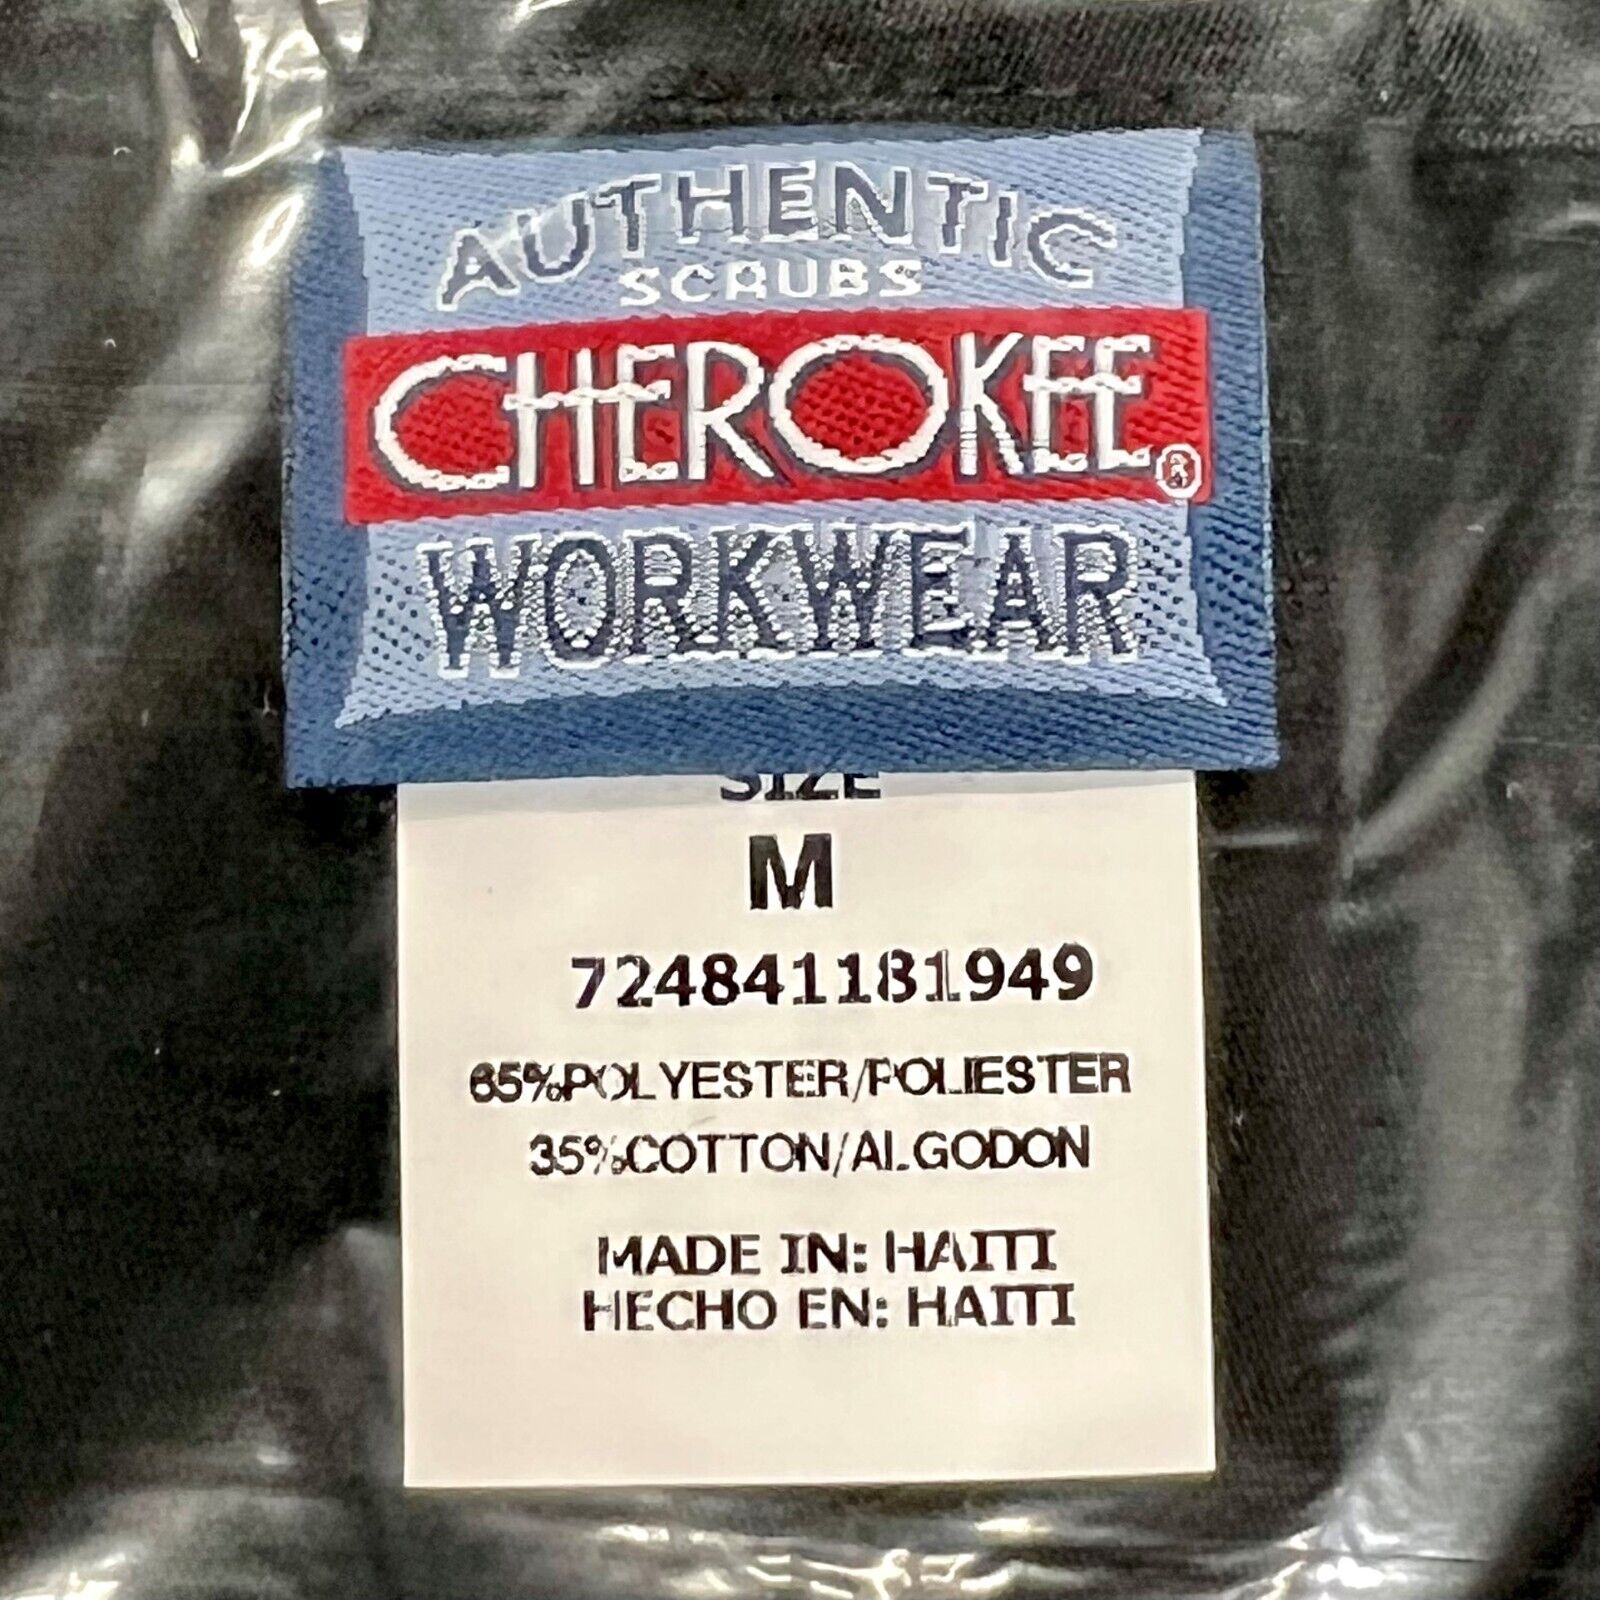 AUTHENTIC
SCRUBS
CHEROKEE®
WORKWEAR
SIZE
M
724841181949
65%POLYESTER/POLIESTER
35%COTTON/ALGODON
MADE IN: HAITI
HECHO EN: HAITI